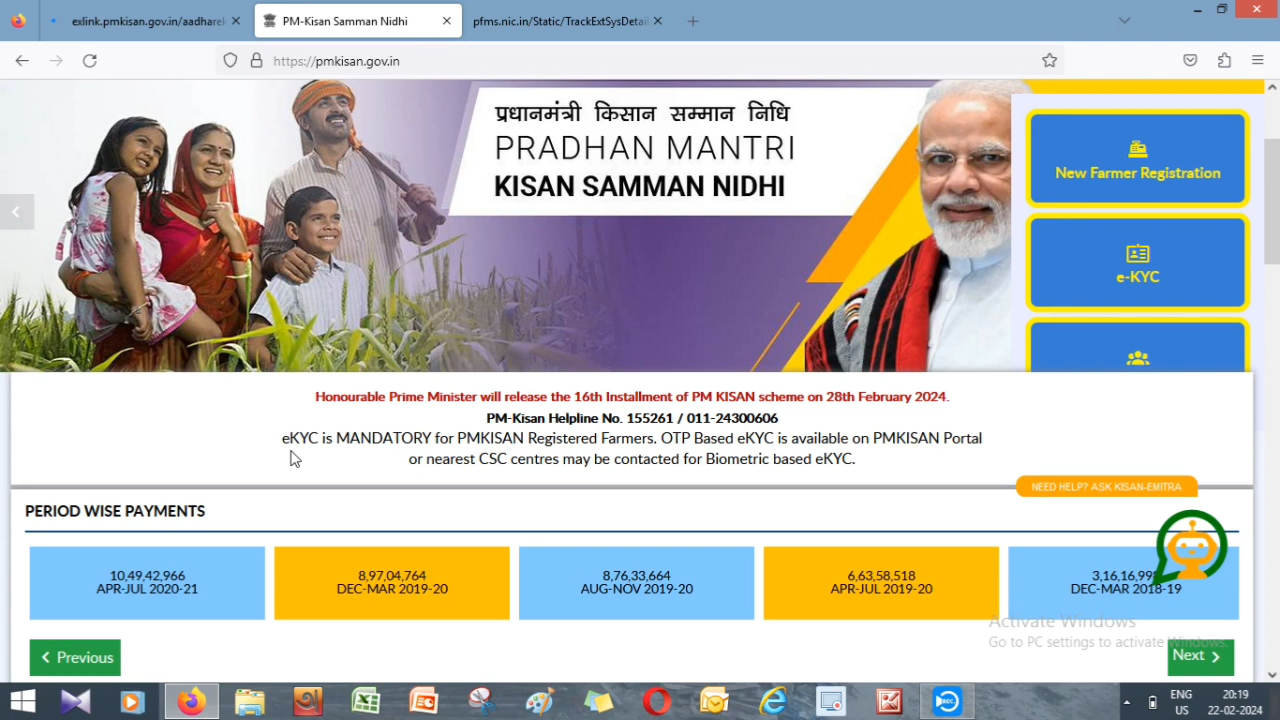 exlink.pmkisan.gov.in/aadharek
PM-Kisan Samman Nidhi
pfms.nic.in/Static/TrackExtSysDetail
https://pmkisan.gov.in
प्रधानमंत्री किसान सम्मान निधि
PRADHAN MANTRI
KISAN SAMMAN NIDHI
New Farmer Registration
e-KYC
Honourable Prime Minister will release the 16th Installment of PM KISAN scheme on 28th February 2024.
PM-Kisan Helpline No. 155261 / 011-24300606
eKYC is MANDATORY for PMKISAN Registered Farmers. OTP Based eKYC is available on PMKISAN Portal
or nearest CSC centres may be contacted for Biometric based eKYC.
NEED HELP? ASK KISAN-EMITRA
PERIOD WISE PAYMENTS
10,49,42,966
APR-JUL 2020-21
8,97,04,764
DEC-MAR 2019-20
8,76,33,664
AUG-NOV 2019-20
6,63,58,518
APR-JUL 2019-20
DEC-MAR 2018-19
Activate Windows
Go to PC settings to activate Windows.
Previous
Next
REC
ENG
US
20:19
22-02-2024